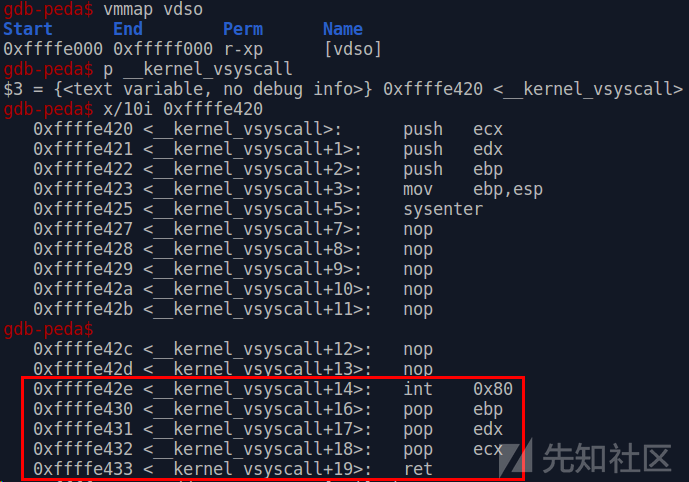 gdb-peda$ vmmap vdso
Start End Perm Name
0xffffe000 0xfffff000 r-xp [vdso]
gdb-peda$ p __kernel_vsyscall
$3 = {<text variable, no debug info>} 0xffffe420 <__kernel_vsyscall>
gdb-peda$ x/10i 0xffffe420
0xffffe420 <__kernel_vsyscall>: push ecx
0xffffe421 <__kernel_vsyscall+1>: push edx
0xffffe422 <__kernel_vsyscall+2>: push ebp
0xffffe423 <__kernel_vsyscall+3>: mov ebp,esp
0xffffe425 <__kernel_vsyscall+5>: sysenter
0xffffe427 <__kernel_vsyscall+7>: nop
0xffffe428 <__kernel_vsyscall+8>: nop
0xffffe429 <__kernel_vsyscall+9>: nop
0xffffe42a <__kernel_vsyscall+10>: nop
0xffffe42b <__kernel_vsyscall+11>: nop
gdb-peda$
0xffffe42c <__kernel_vsyscall+12>: nop
0xffffe42d <__kernel_vsyscall+13>: nop
0xffffe42e <__kernel_vsyscall+14>: int 0x80
0xffffe430 <__kernel_vsyscall+16>: pop ebp
0xffffe431 <__kernel_vsyscall+17>: pop edx
0xffffe432 <__kernel_vsyscall+18>: pop ecx
0xffffe433 <__kernel_vsyscall+19>: ret
先知社区